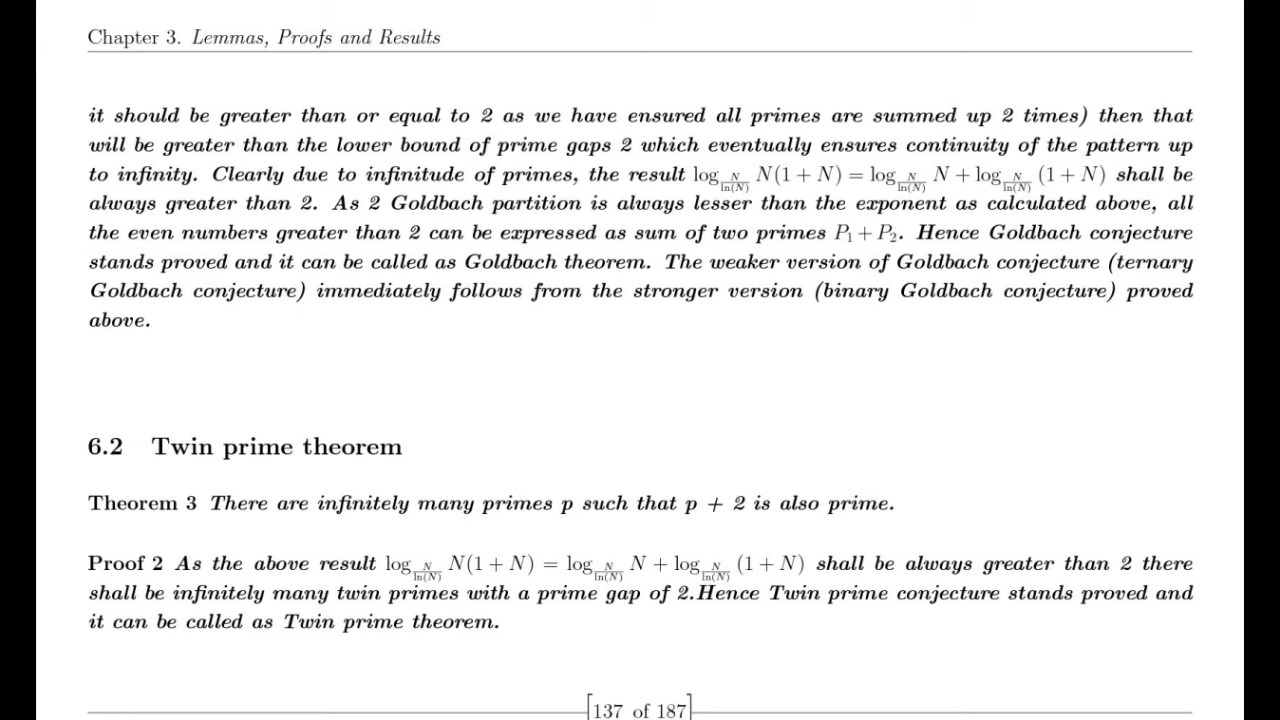 Chapter 3. Lemmas, Proofs and Results
it should be greater than or equal to 2 as we have ensured all primes are summed up 2 times) then that
will be greater than the lower bound of prime gaps 2 which eventually ensures continuity of the pattern up
to infinity. Clearly due to infinitude of primes, the result log_{N/ln(N)} N(1 + N) = log_{N/ln(N)} N + log_{N/ln(N)} (1 + N) shall be
always greater than 2. As 2 Goldbach partition is always lesser than the exponent as calculated above, all
the even numbers greater than 2 can be expressed as sum of two primes P₁ + P₂. Hence Goldbach conjecture
stands proved and it can be called as Goldbach theorem. The weaker version of Goldbach conjecture (ternary
Goldbach conjecture) immediately follows from the stronger version (binary Goldbach conjecture) proved
above.
6.2 Twin prime theorem
Theorem 3 There are infinitely many primes p such that p + 2 is also prime.
Proof 2 As the above result log_{N/ln(N)} N(1 + N) = log_{N/ln(N)} N + log_{N/ln(N)} (1 + N) shall be always greater than 2 there
shall be infinitely many twin primes with a prime gap of 2.Hence Twin prime conjecture stands proved and
it can be called as Twin prime theorem.
[137 of 187]